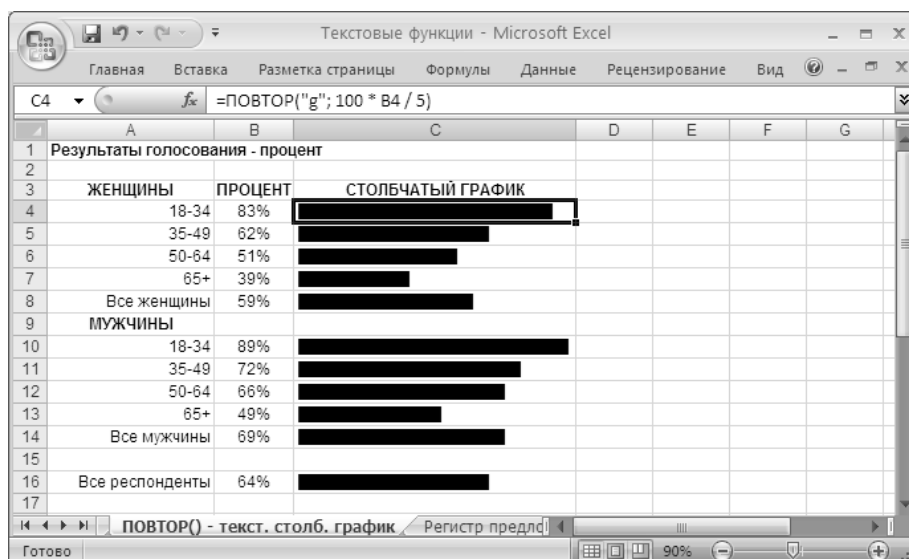 Текстовые функции - Microsoft Excel
Главная Вставка Разметка страницы Формулы Данные Рецензирование Вид
C4 fx =ПОВТОР("g"; 100 * B4 / 5)
A B C D E F G
1 Результаты голосования - процент
2
3 ЖЕНЩИНЫ ПРОЦЕНТ СТОЛБЧАТЫЙ ГРАФИК
4 18-34 83%
5 35-49 62%
6 50-64 51%
7 65+ 39%
8 Все женщины 59%
9 МУЖЧИНЫ
10 18-34 89%
11 35-49 72%
12 50-64 66%
13 65+ 49%
14 Все мужчины 69%
15
16 Все респонденты 64%
17
ПОВТОР() - текст. столб. график Регистр предло
Готово 90%